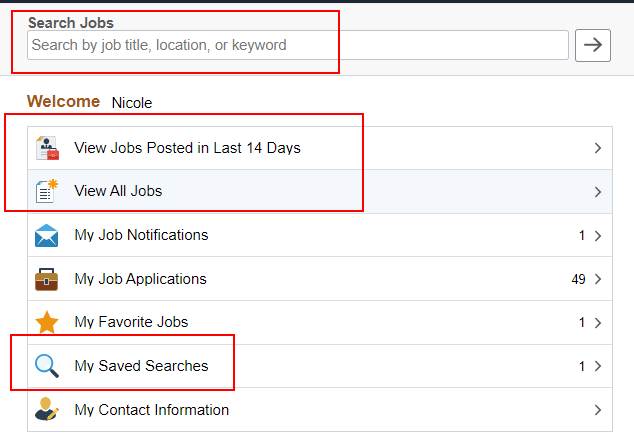 Search Jobs
Search by job title, location, or keyword
Welcome Nicole
View Jobs Posted in Last 14 Days
View All Jobs
My Job Notifications 1
My Job Applications 49
My Favorite Jobs 1
My Saved Searches 1
My Contact Information